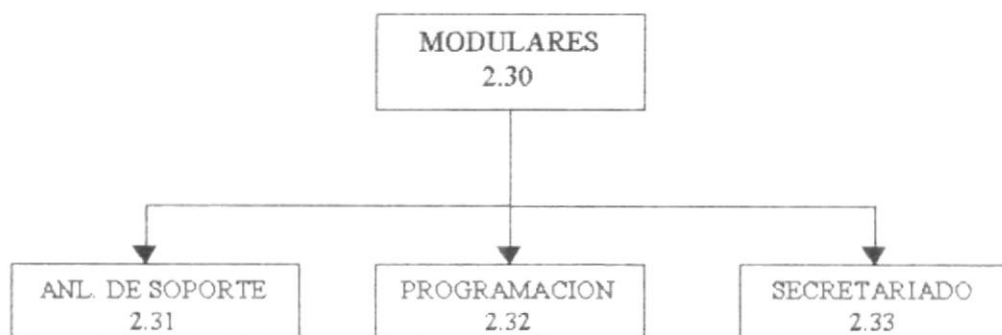 MODULARES
2.30
ANL. DE SOPORTE
2.31
PROGRAMACION
2.32
SECRETARIADO
2.33